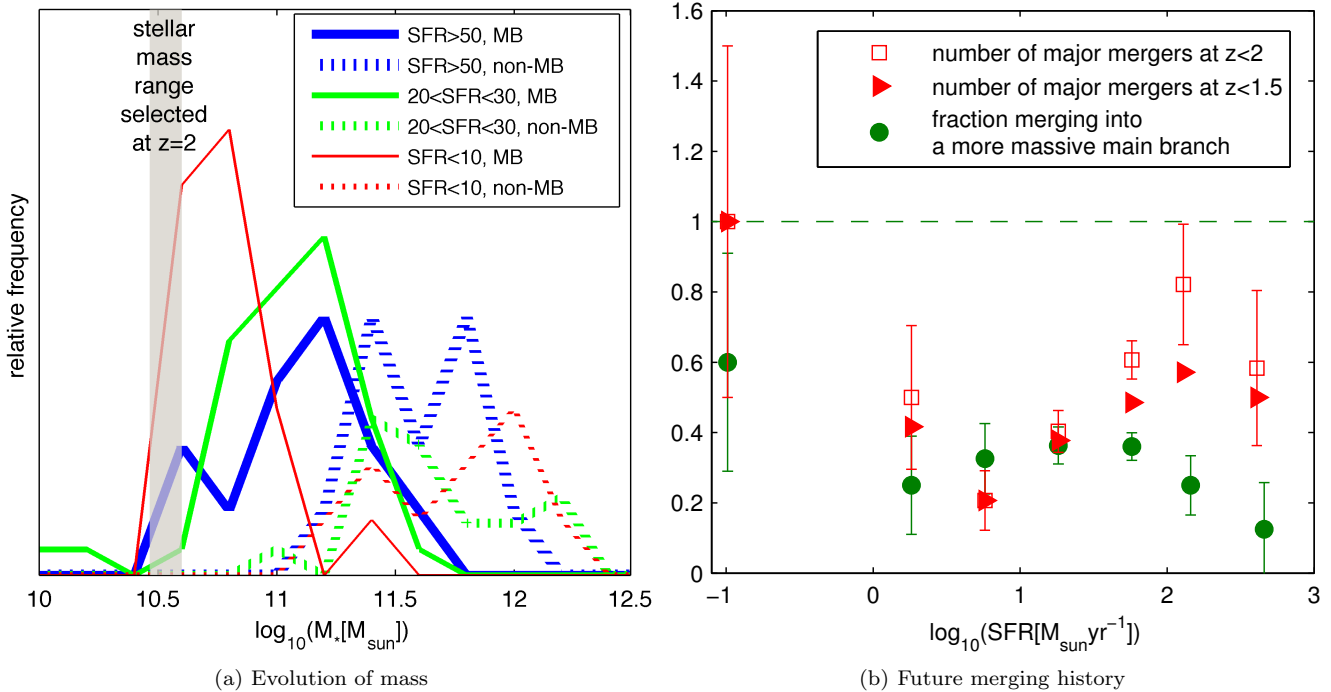 stellar
mass
range
selected
at z=2
SFR>50, MB
SFR>50, non-MB
20<SFR<30, MB
20<SFR<30, non-MB
SFR<10, MB
SFR<10, non-MB
relative frequency
10
10.5
11
11.5
12
12.5
log10(M*[Msun])
(a) Evolution of mass
number of major mergers at z<2
number of major mergers at z<1.5
fraction merging into
a more massive main branch
1.6
1.4
1.2
1
0.8
0.6
0.4
0.2
0
−1
0
1
2
3
log10(SFR[Msunyr−1])
(b) Future merging history